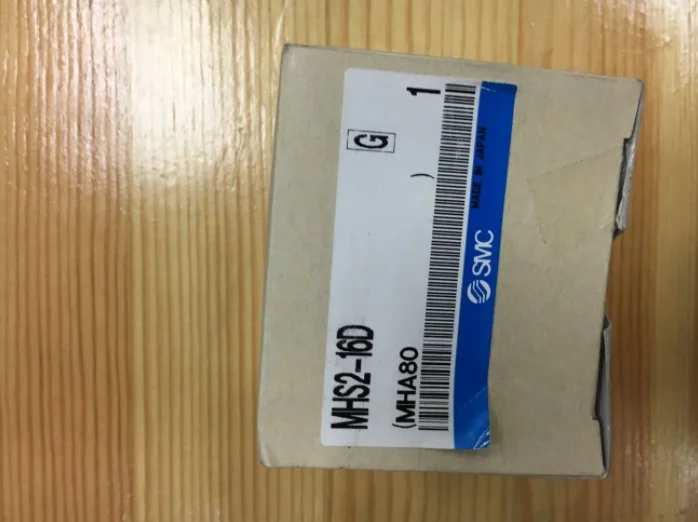 MHS2-16D G
(MHA80 ) 1
SMC MADE IN JAPAN